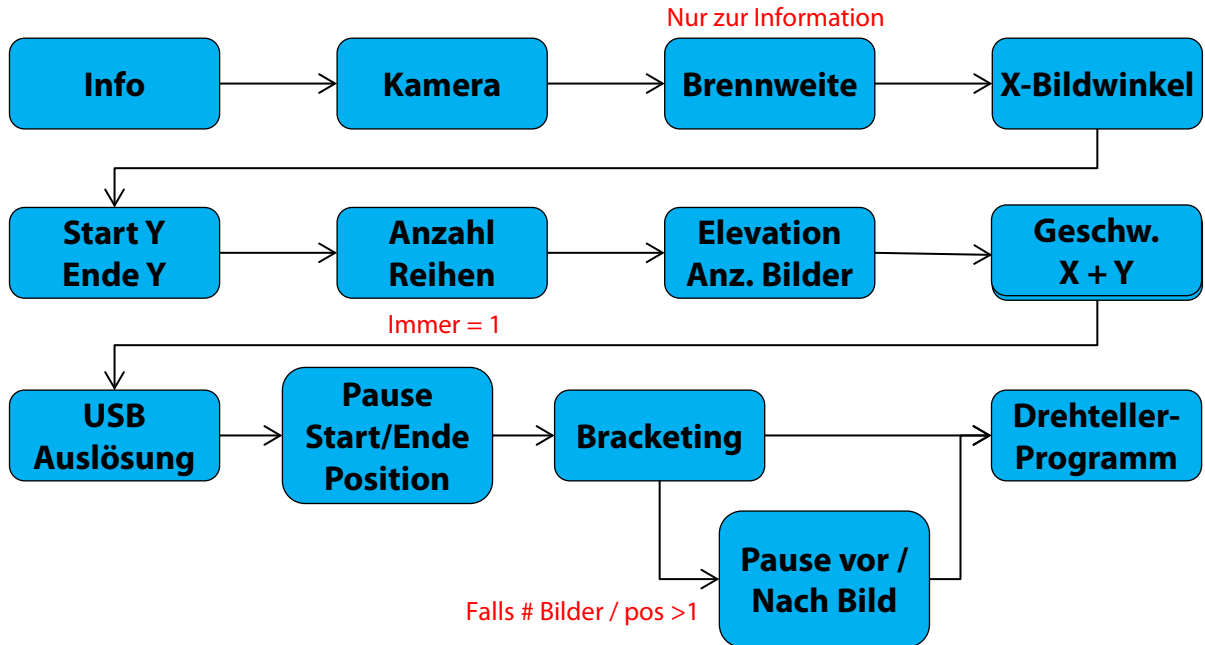 Nur zur Information
Info
Kamera
Brennweite
X-Bildwinkel
Start Y
Ende Y
Anzahl
Reihen
Elevation
Anz. Bilder
Geschw.
X + Y
Immer = 1
USB
Auslösung
Pause
Start/Ende
Position
Bracketing
Drehteller-
Programm
Pause vor /
Nach Bild
Falls # Bilder / pos >1